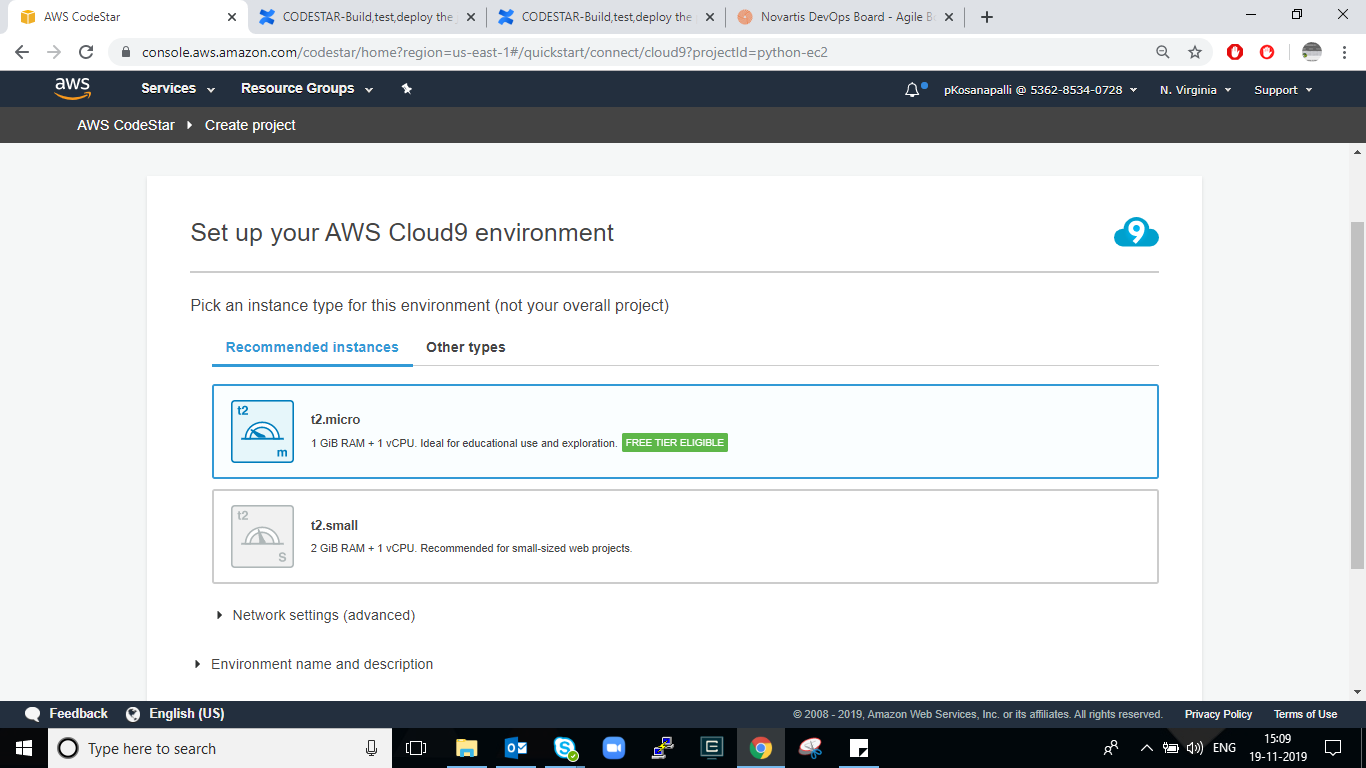 AWS CodeStar
CODESTAR-Build,test,deploy the
CODESTAR-Build,test,deploy the
Novartis DevOps Board - Agile B
console.aws.amazon.com/codestar/home?region=us-east-1#/quickstart/connect/cloud9?projectId=python-ec2
aws
Services
Resource Groups
pKosanapalli @ 5362-8534-0728
N. Virginia
Support
AWS CodeStar
Create project
Set up your AWS Cloud9 environment
9
Pick an instance type for this environment (not your overall project)
Recommended instances
Other types
t2
m
t2.micro
1 GiB RAM + 1 vCPU. Ideal for educational use and exploration. FREE TIER ELIGIBLE
t2
S
t2.small
2 GiB RAM + 1 vCPU. Recommended for small-sized web projects.
Network settings (advanced)
Environment name and description
Feedback
English (US)
© 2008 - 2019, Amazon Web Services, Inc. or its affiliates. All rights reserved.
Privacy Policy
Terms of Use
Type here to search
ENG
15:09
19-11-2019